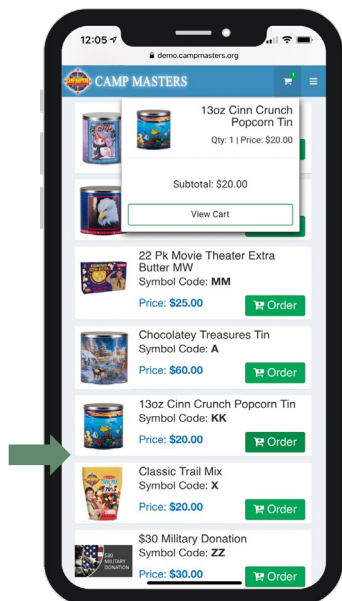 12:05
demo.campmasters.org
CAMP MASTERS
1
13oz Cinn Crunch
Popcorn Tin
Qty: 1 | Price: $20.00
Subtotal: $20.00
View Cart
22 Pk Movie Theater Extra
Butter MW
Symbol Code: MM
Price: $25.00
Order
Chocolatey Treasures Tin
Symbol Code: A
Price: $60.00
Order
13oz Cinn Crunch Popcorn Tin
Symbol Code: KK
Price: $20.00
Order
Classic Trail Mix
Symbol Code: X
Price: $20.00
Order
$30 Military Donation
Symbol Code: ZZ
$30
MILITARY
DONATION
Price: $30.00
Order